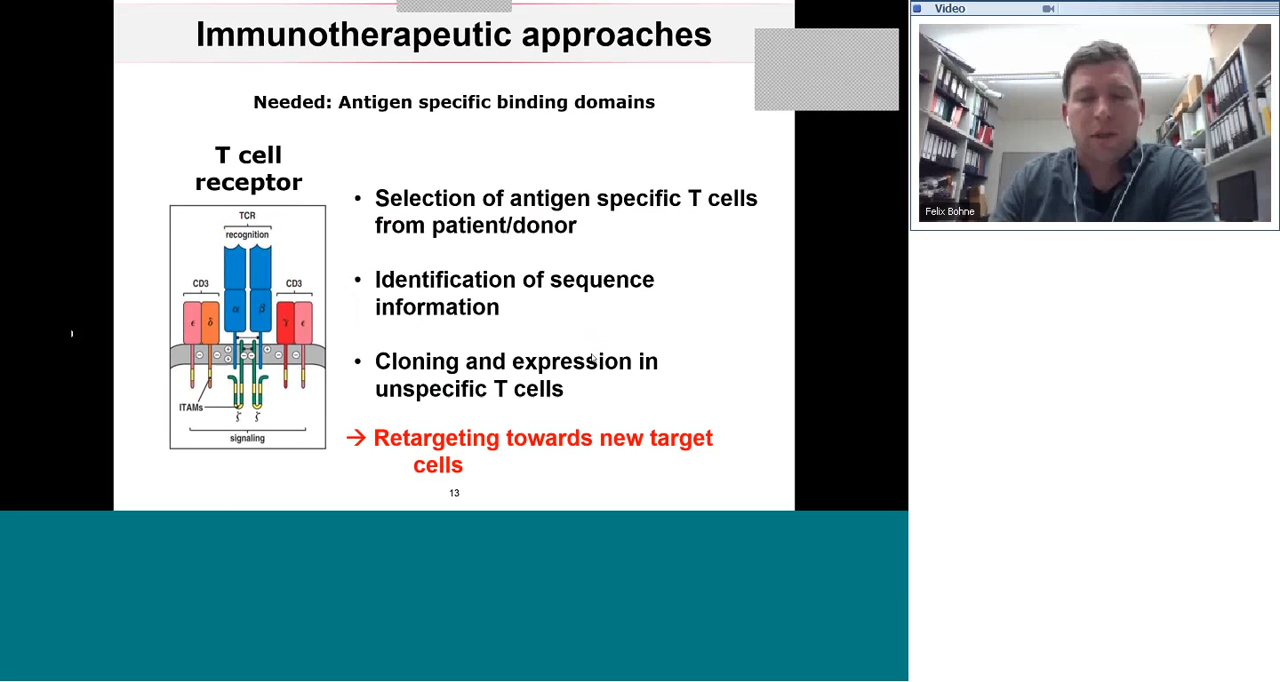 Immunotherapeutic approaches
Needed: Antigen specific binding domains
T cell
receptor
TCR
recognition
CD3
CD3
α
β
ε
δ
γ
ε
ITAMs
signaling
• Selection of antigen specific T cells
from patient/donor
• Identification of sequence
information
• Cloning and expression in
unspecific T cells
→ Retargeting towards new target
cells
13
Video
Felix Bohne